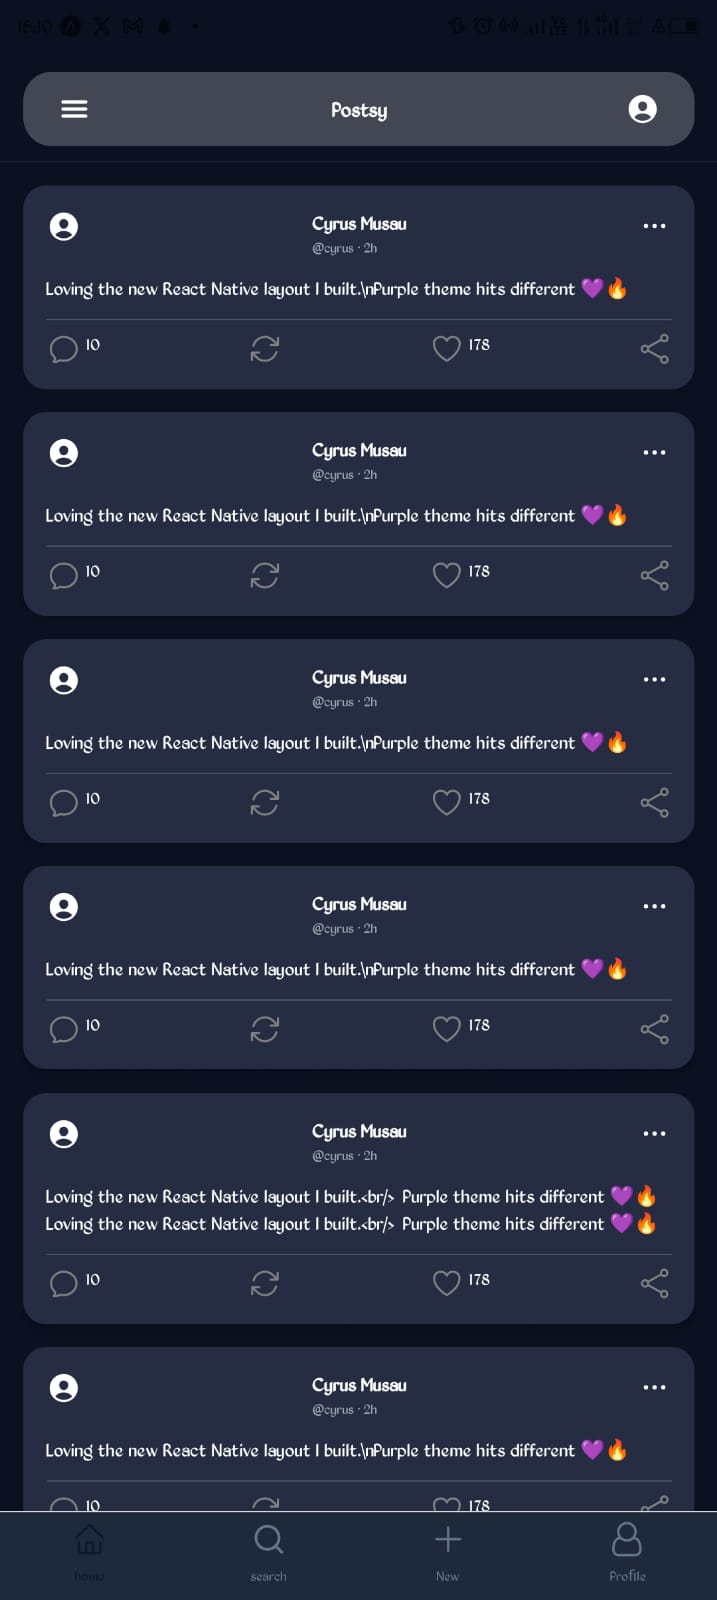 15:10
Postsy
Cyrus Musau
@cyrus · 2h
Loving the new React Native layout I built.\nPurple theme hits different 💜🔥
10
178
Cyrus Musau
@cyrus · 2h
Loving the new React Native layout I built.\nPurple theme hits different 💜🔥
10
178
Cyrus Musau
@cyrus · 2h
Loving the new React Native layout I built.\nPurple theme hits different 💜🔥
10
178
Cyrus Musau
@cyrus · 2h
Loving the new React Native layout I built.\nPurple theme hits different 💜🔥
10
178
Cyrus Musau
@cyrus · 2h
Loving the new React Native layout I built.<br/> Purple theme hits different 💜🔥
Loving the new React Native layout I built.<br/> Purple theme hits different 💜🔥
10
178
Cyrus Musau
@cyrus · 2h
Loving the new React Native layout I built.\nPurple theme hits different 💜🔥
10
178
home
search
New
Profile